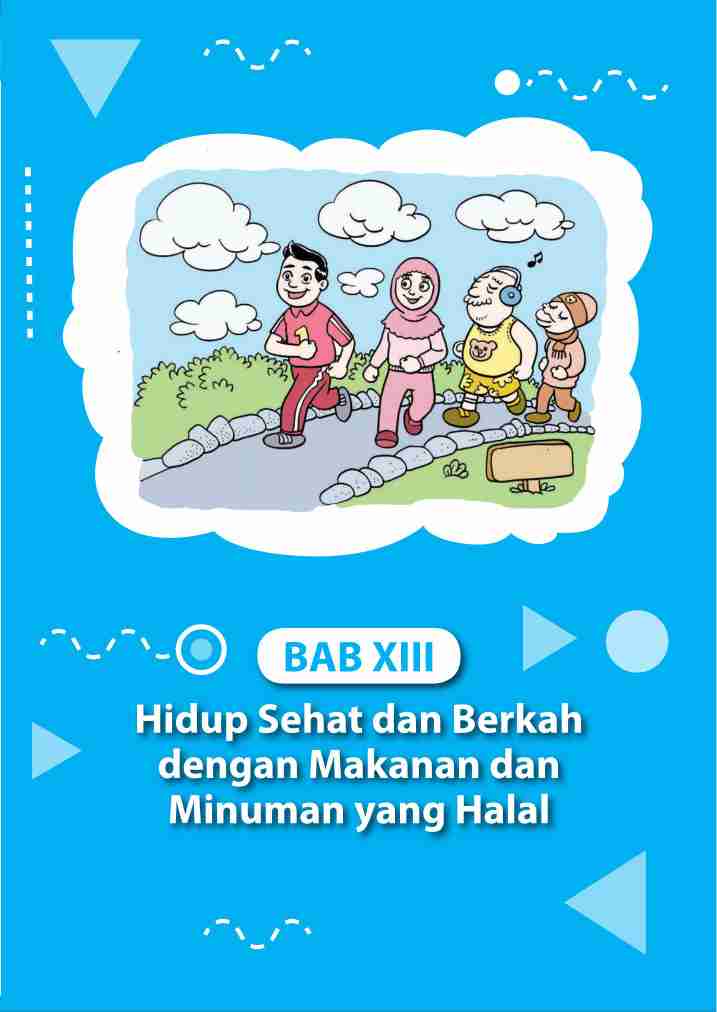 BAB XIII
Hidup Sehat dan Berkah
dengan Makanan dan
Minuman yang Halal